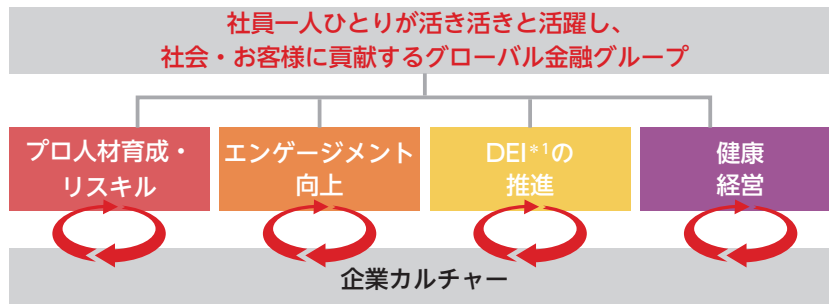 社員一人ひとりが活き活きと活躍し、
社会・お客様に貢献するグローバル金融グループ
プロ人材育成・
リスキル
エンゲージメント
向上
DEI*1の
推進
健康
経営
企業カルチャー